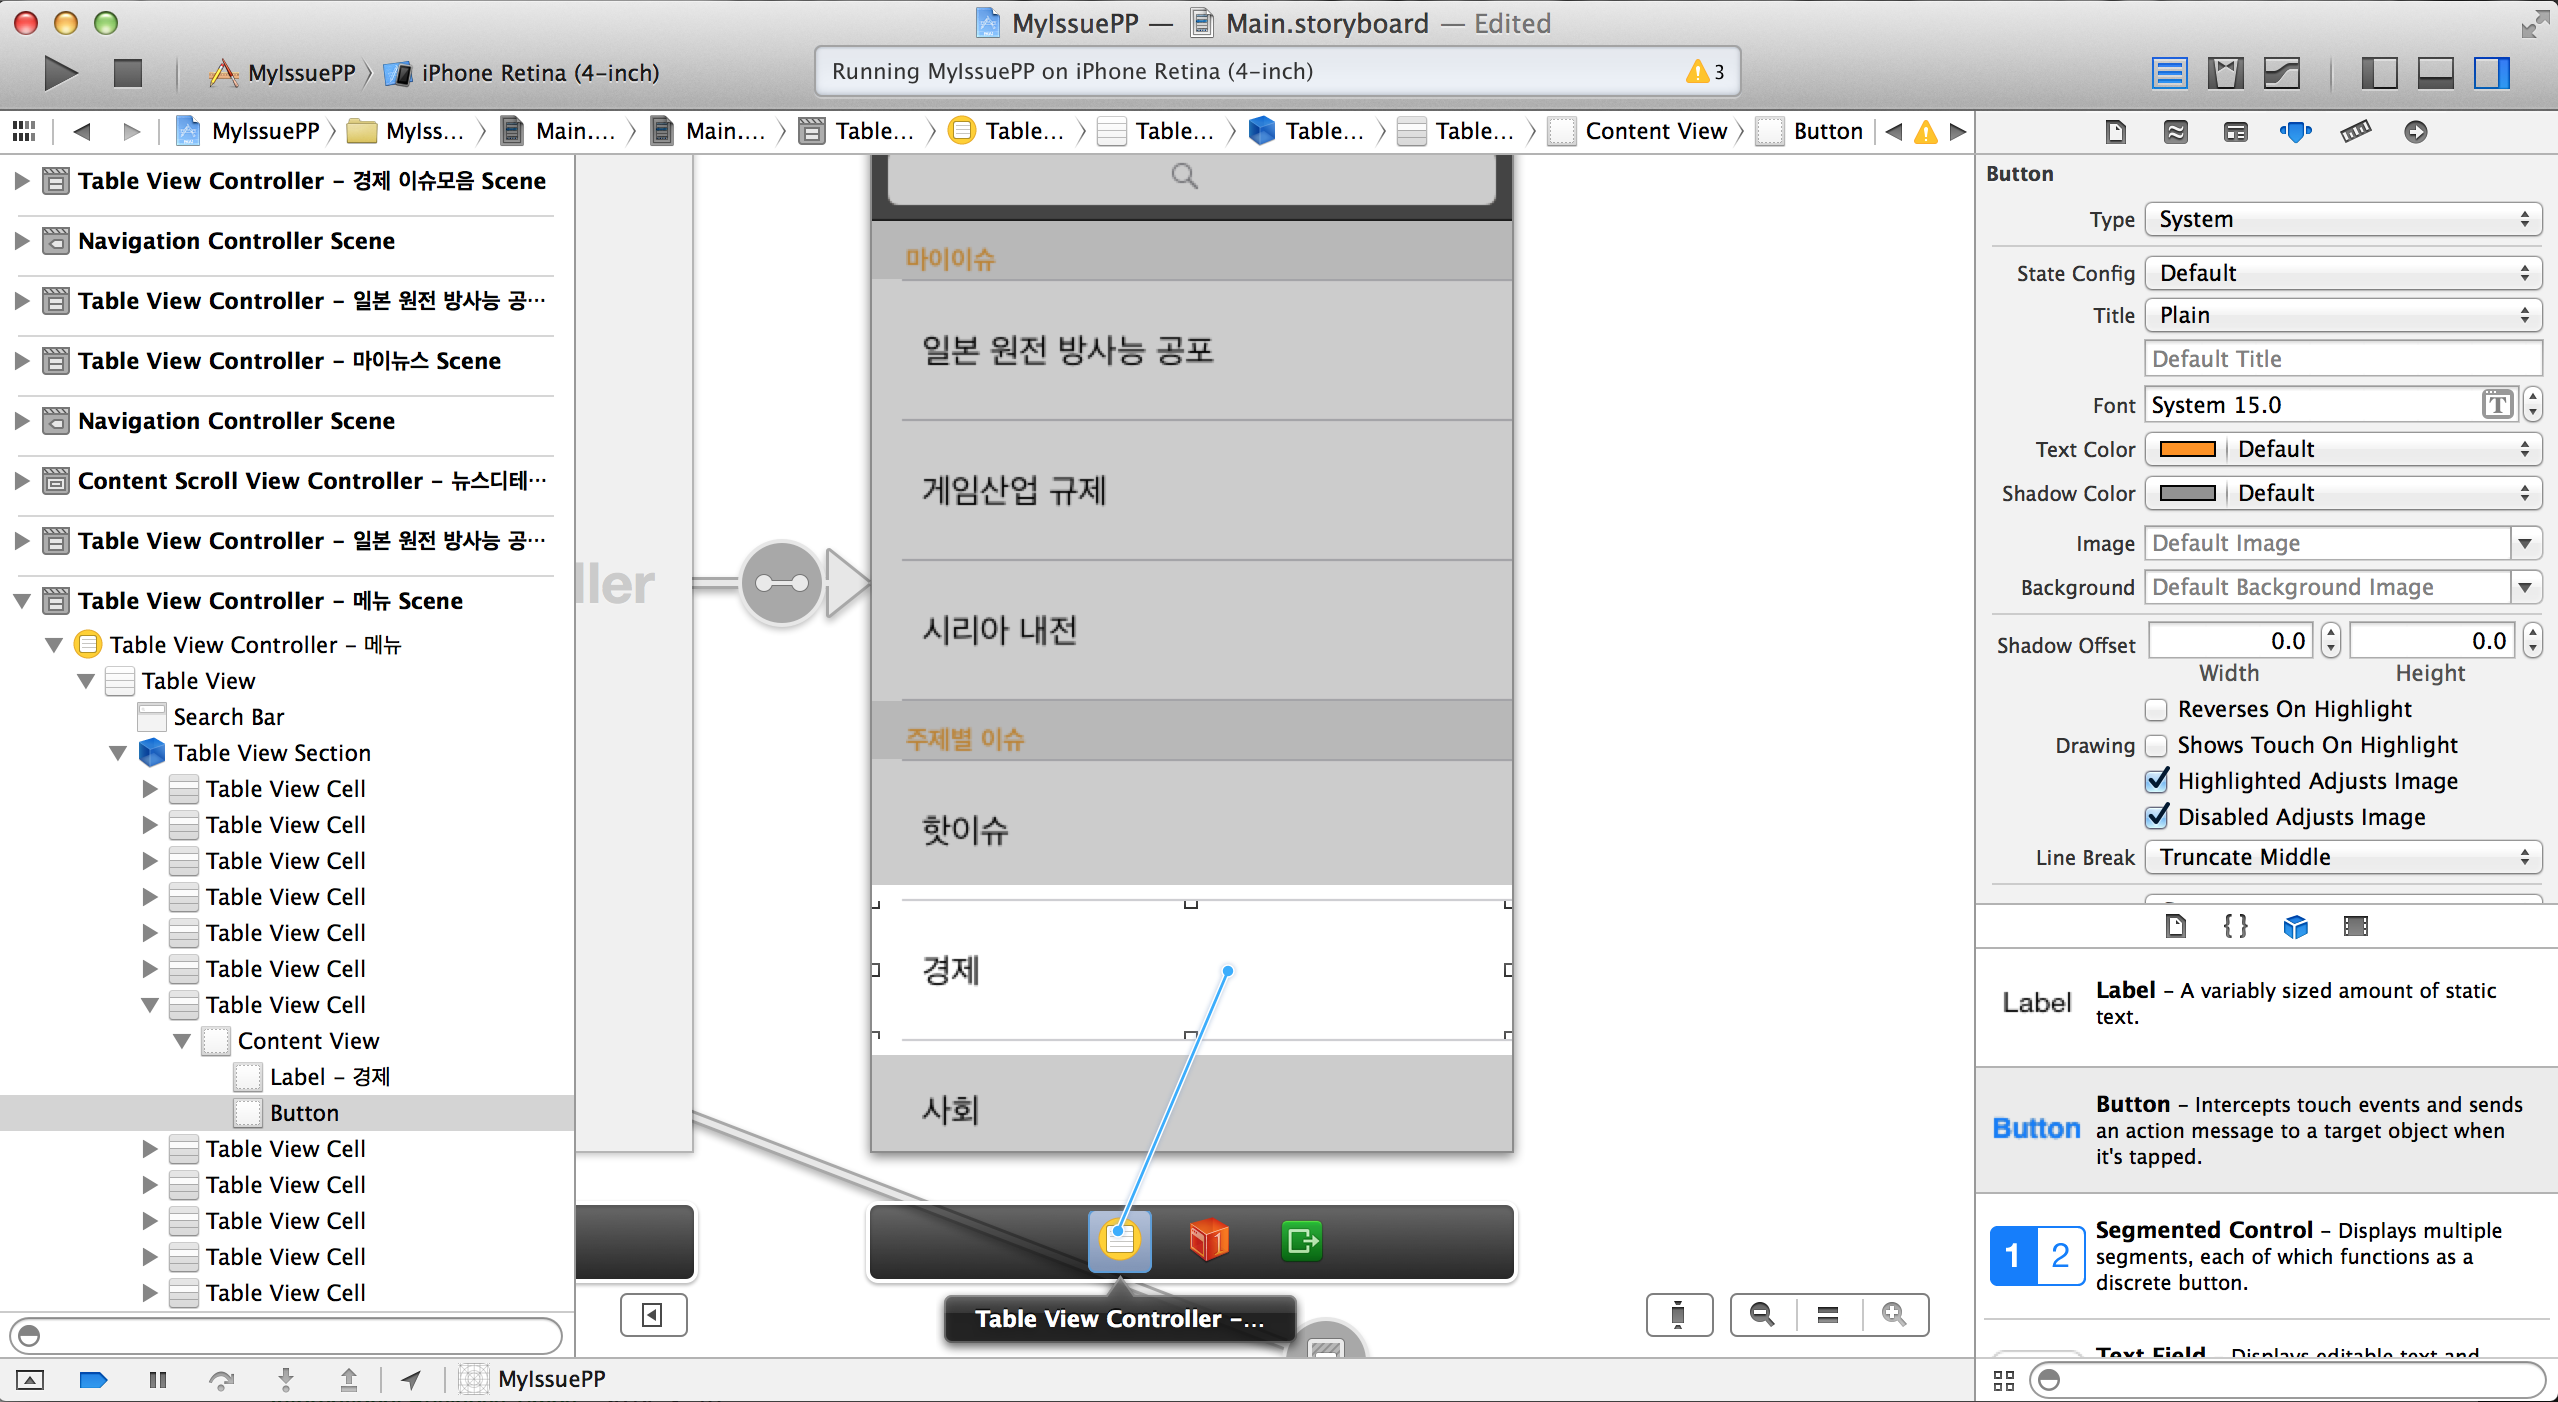 MyIssuePP — Main.storyboard — Edited
MyIssuePP iPhone Retina (4-inch)
Running MyIssuePP on iPhone Retina (4-inch)
3
MyIssuePP MyIss... Main.... Main.... Table... Table... Table... Table... Table... Content View Button
Table View Controller – 경제 이슈모음 Scene
Navigation Controller Scene
Table View Controller – 일본 원전 방사능 공…
Table View Controller – 마이뉴스 Scene
Navigation Controller Scene
Content Scroll View Controller – 뉴스디테…
Table View Controller – 일본 원전 방사능 공…
Table View Controller – 메뉴 Scene
Table View Controller – 메뉴
Table View
Search Bar
Table View Section
Table View Cell
Table View Cell
Table View Cell
Table View Cell
Table View Cell
Table View Cell
Table View Cell
Content View
Label – 경제
Button
Table View Cell
Table View Cell
Table View Cell
Table View Cell
Table View Cell
ller
마이이슈
일본 원전 방사능 공포
게임산업 규제
시리아 내전
주제별 이슈
핫이슈
경제
사회
1
Table View Controller –...
MyIssuePP
Button
Type System
State Config Default
Title Plain
Default Title
Font System 15.0 T
Text Color Default
Shadow Color Default
Image Default Image
Background Default Background Image
Shadow Offset 0.0 0.0
Width Height
Reverses On Highlight
Drawing Shows Touch On Highlight
Highlighted Adjusts Image
Disabled Adjusts Image
Line Break Truncate Middle
{ }
Label
Label – A variably sized amount of static
text.
Button
Button – Intercepts touch events and sends
an action message to a target object when
it's tapped.
1 2
Segmented Control – Displays multiple
segments, each of which functions as a
discrete button.
Text Field – Displays editable text and